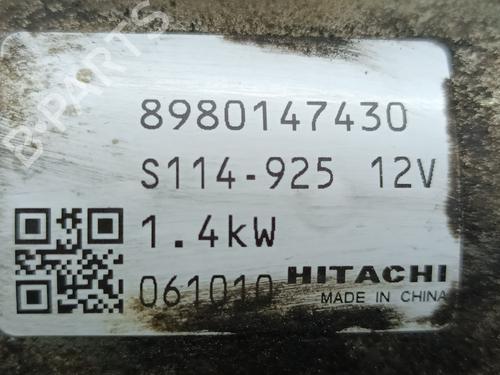 B-PARTS
8980147430
S114-925 12V
1.4kW
061010 HITACHI
MADE IN CHINA